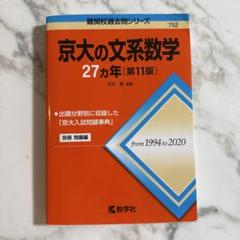 難関校過去問シリーズ
752
京大の文系数学
27カ年[第11版]
出題分野別に収録した
「京大入試問題事典」
別冊 問題編
from 1994 to 2020
教学社